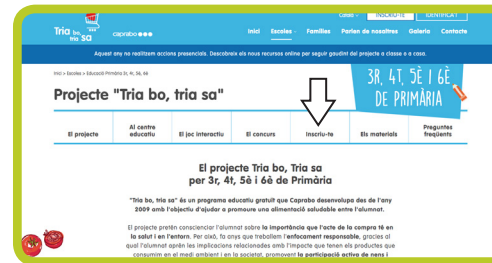 Català
INSCRIU-TE
IDENTIFICA'T
Tria bo,
tria sa
caprabo
Inici Escoles Famílies Parlen de nosaltres Galeria Contacte
Aquest any no realitzem accions presencials. Descobreix els nous recursos online per seguir gaudint del projecte a classe o a casa.
Inici > Escoles > Educació Primària 3r, 4t, 5è, 6è
Projecte "Tria bo, tria sa"
3R, 4T, 5È I 6È
DE PRIMÀRIA
El projecte
Al centre
educatiu
El joc interactiu
El concurs
Inscriu-te
Els materials
Preguntes
freqüents
El projecte Tria bo, Tria sa
per 3r, 4t, 5è i 6è de Primària
"Tria bo, tria sa" és un programa educatiu gratuït que Caprabo desenvolupa des de l'any
2009 amb l'objectiu d'ajudar a promoure una alimentació saludable entre l'alumnat.
El projecte pretén conscienciar l'alumnat sobre la importància que l'acte de la compra té en
la salut i en l'entorn. Per això, fa anys que treballem l'enfocament responsable, gràcies al
qual l'alumnat aprèn les implicacions relacionades amb l'impacte que tenen els productes que
consumim en el medi ambient i en la societat, promovent la participació activa de nens i